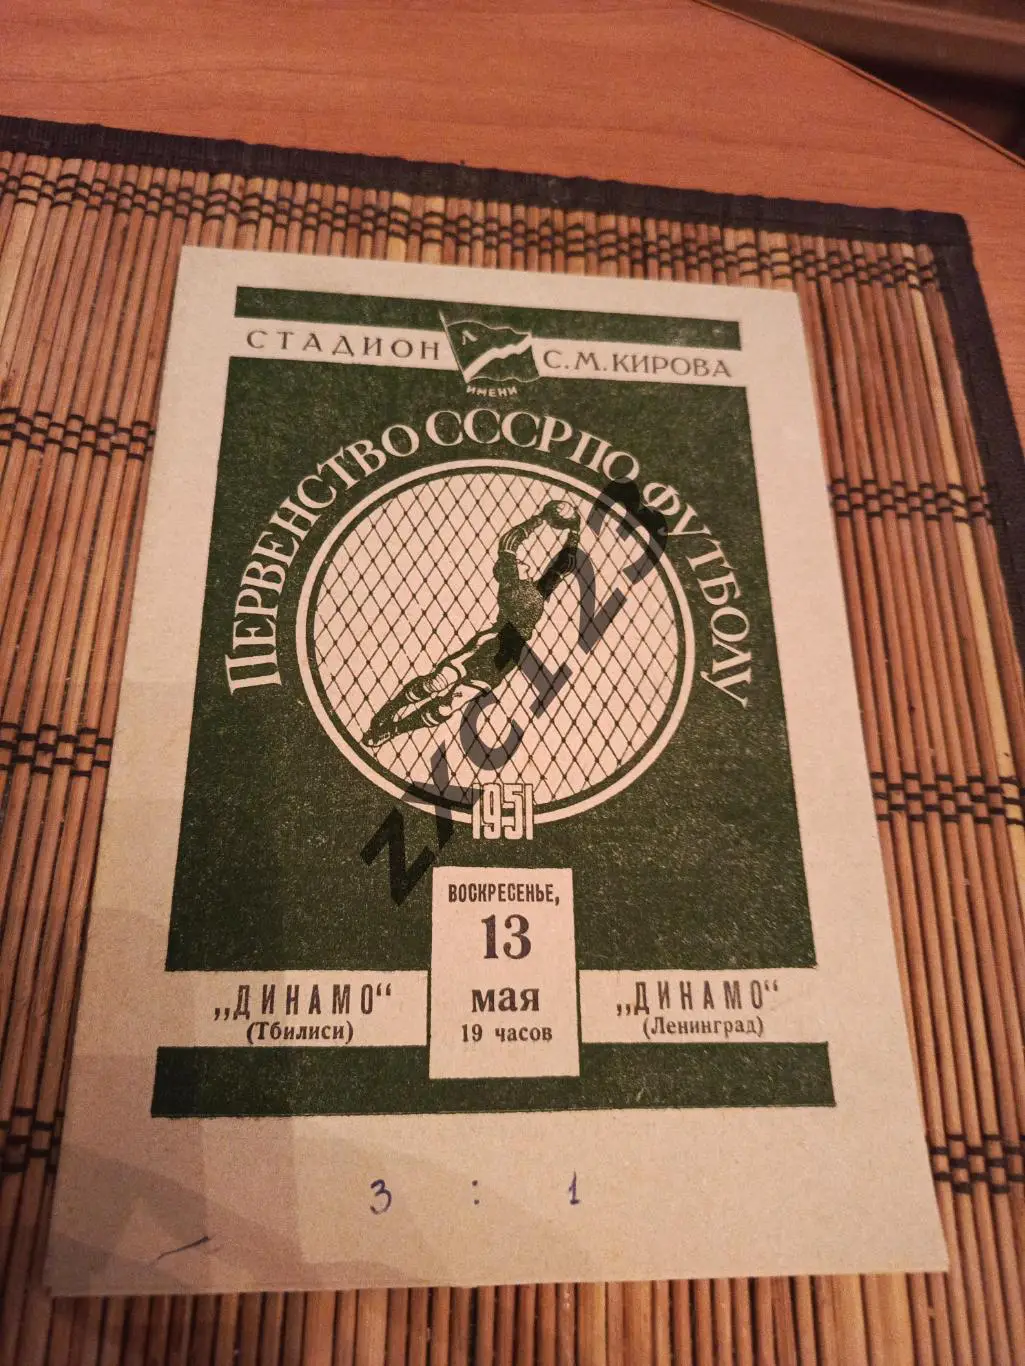 СТАДИОН
Л
ИМЕНИ
С.М.КИРОВА
ПЕРВЕНСТВО СССР ПО ФУТБОЛУ
1951
ВОСКРЕСЕНЬЕ,
13
мая
19 часов
„ДИНАМО“
(Тбилиси)
„ДИНАМО“
(Ленинград)
3 : 1
zxc123